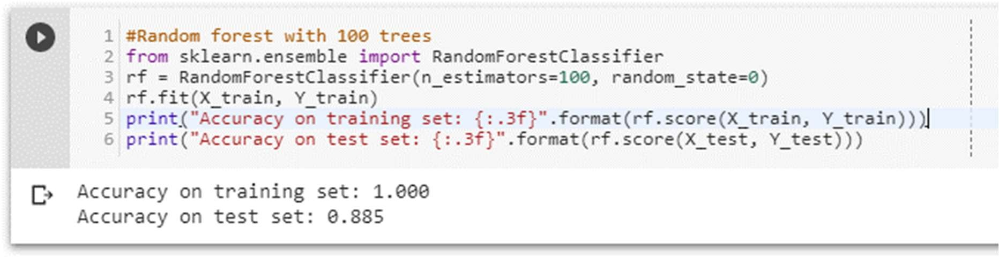 1 #Random forest with 100 trees
2 from sklearn.ensemble import RandomForestClassifier
3 rf = RandomForestClassifier(n_estimators=100, random_state=0)
4 rf.fit(X_train, Y_train)
5 print("Accuracy on training set: {:.3f}".format(rf.score(X_train, Y_train)))
6 print("Accuracy on test set: {:.3f}".format(rf.score(X_test, Y_test)))
Accuracy on training set: 1.000
Accuracy on test set: 0.885